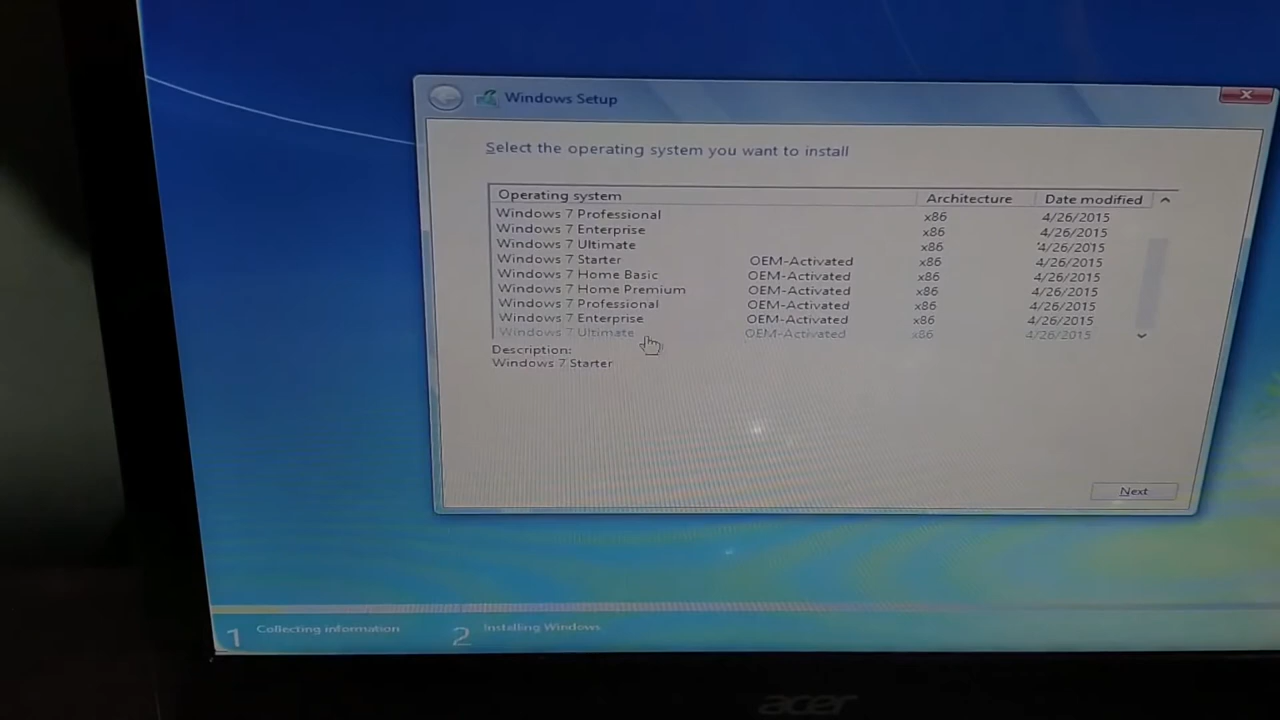 Windows Setup
Select the operating system you want to install
Operating system Architecture Date modified
Windows 7 Professional x86 4/26/2015
Windows 7 Enterprise x86 4/26/2015
Windows 7 Ultimate x86 4/26/2015
Windows 7 Starter OEM-Activated x86 4/26/2015
Windows 7 Home Basic OEM-Activated x86 4/26/2015
Windows 7 Home Premium OEM-Activated x86 4/26/2015
Windows 7 Professional OEM-Activated x86 4/26/2015
Windows 7 Enterprise OEM-Activated x86 4/26/2015
Windows 7 Ultimate OEM-Activated x86 4/26/2015
Description:
Windows 7 Starter
Next
1 Collecting information 2 Installing Windows
acer